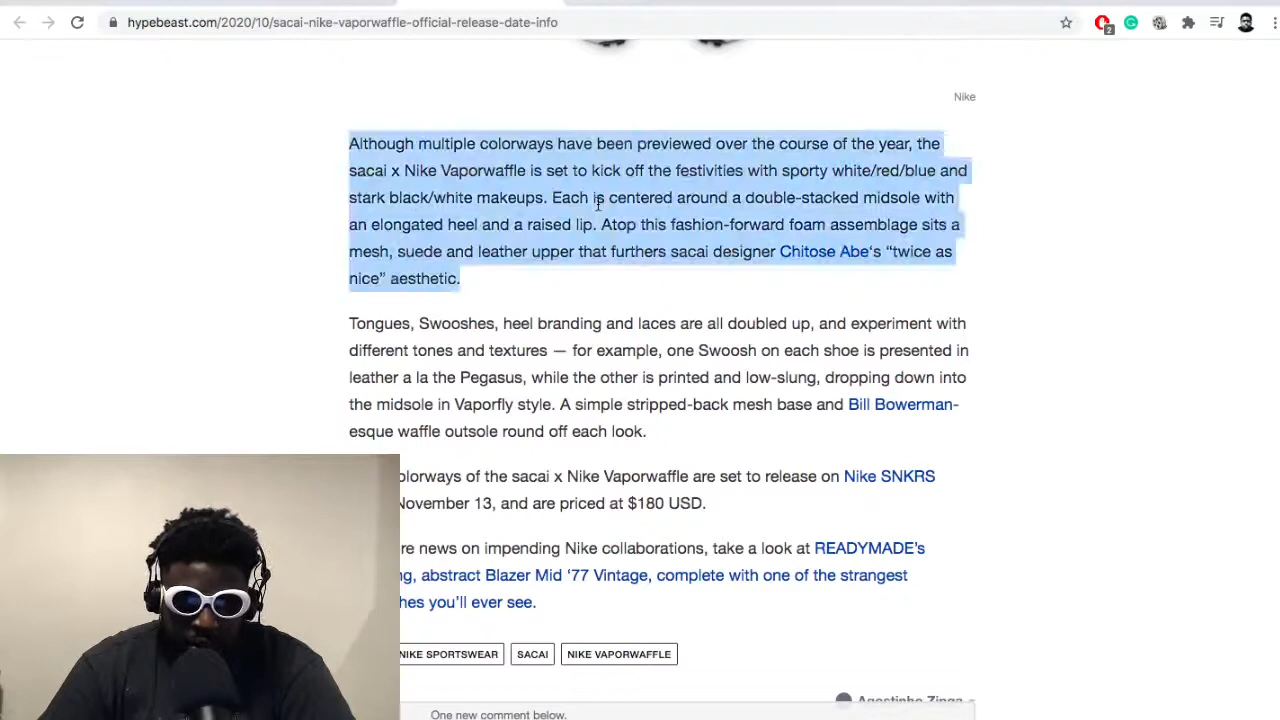 hypebeast.com/2020/10/sacai-nike-vaporwaffle-official-release-date-info
2
Nike
Although multiple colorways have been previewed over the course of the year, the
sacai x Nike Vaporwaffle is set to kick off the festivities with sporty white/red/blue and
stark black/white makeups. Each is centered around a double-stacked midsole with
an elongated heel and a raised lip. Atop this fashion-forward foam assemblage sits a
mesh, suede and leather upper that furthers sacai designer Chitose Abe‘s “twice as
nice” aesthetic.
Tongues, Swooshes, heel branding and laces are all doubled up, and experiment with
different tones and textures — for example, one Swoosh on each shoe is presented in
leather a la the Pegasus, while the other is printed and low-slung, dropping down into
the midsole in Vaporfly style. A simple stripped-back mesh base and Bill Bowerman-
esque waffle outsole round off each look.
olorways of the sacai x Nike Vaporwaffle are set to release on Nike SNKRS
November 13, and are priced at $180 USD.
re news on impending Nike collaborations, take a look at READYMADE’s
ng, abstract Blazer Mid ‘77 Vintage, complete with one of the strangest
hes you’ll ever see.
NIKE SPORTSWEAR SACAI NIKE VAPORWAFFLE
One new comment below.